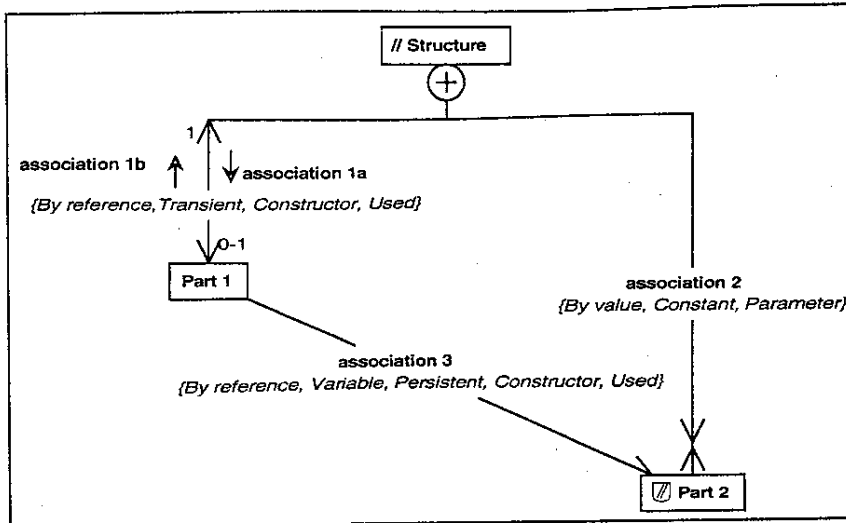 // Structure
1
association 1b
association 1a
{By reference, Transient, Constructor, Used}
0-1
Part 1
association 2
{By value, Constant, Parameter}
association 3
{By reference, Variable, Persistent, Constructor, Used}
// Part 2